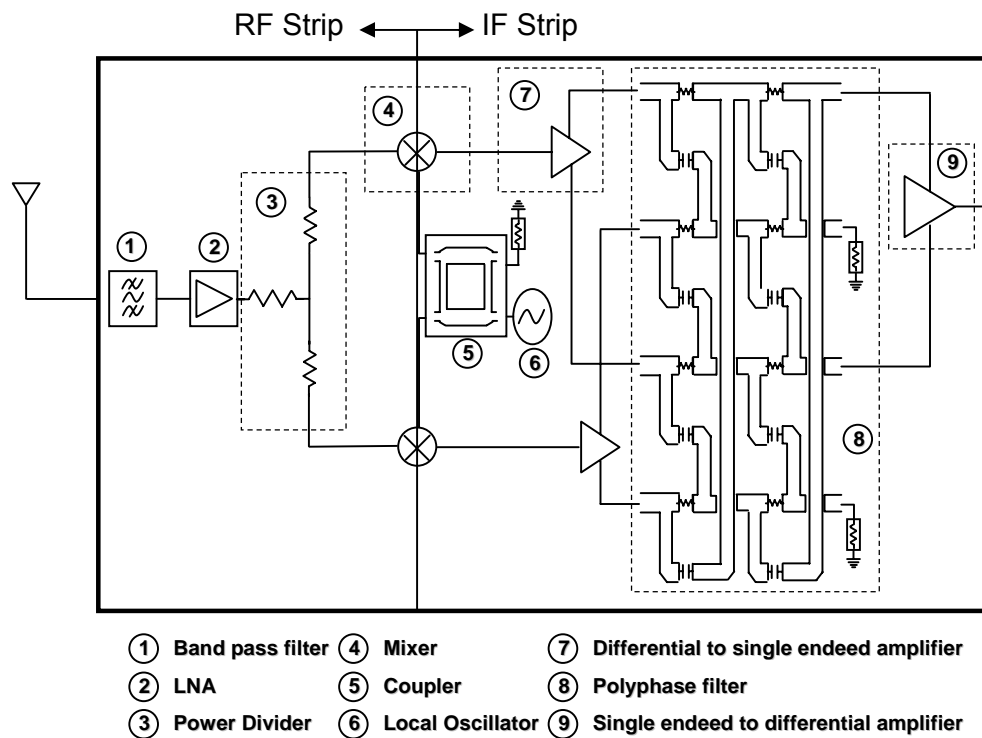 RF Strip IF Strip
4
7
9
3
1
2
5
6
8
1 Band pass filter 4 Mixer 7 Differential to single endeed amplifier
2 LNA 5 Coupler 8 Polyphase filter
3 Power Divider 6 Local Oscillator 9 Single endeed to differential amplifier